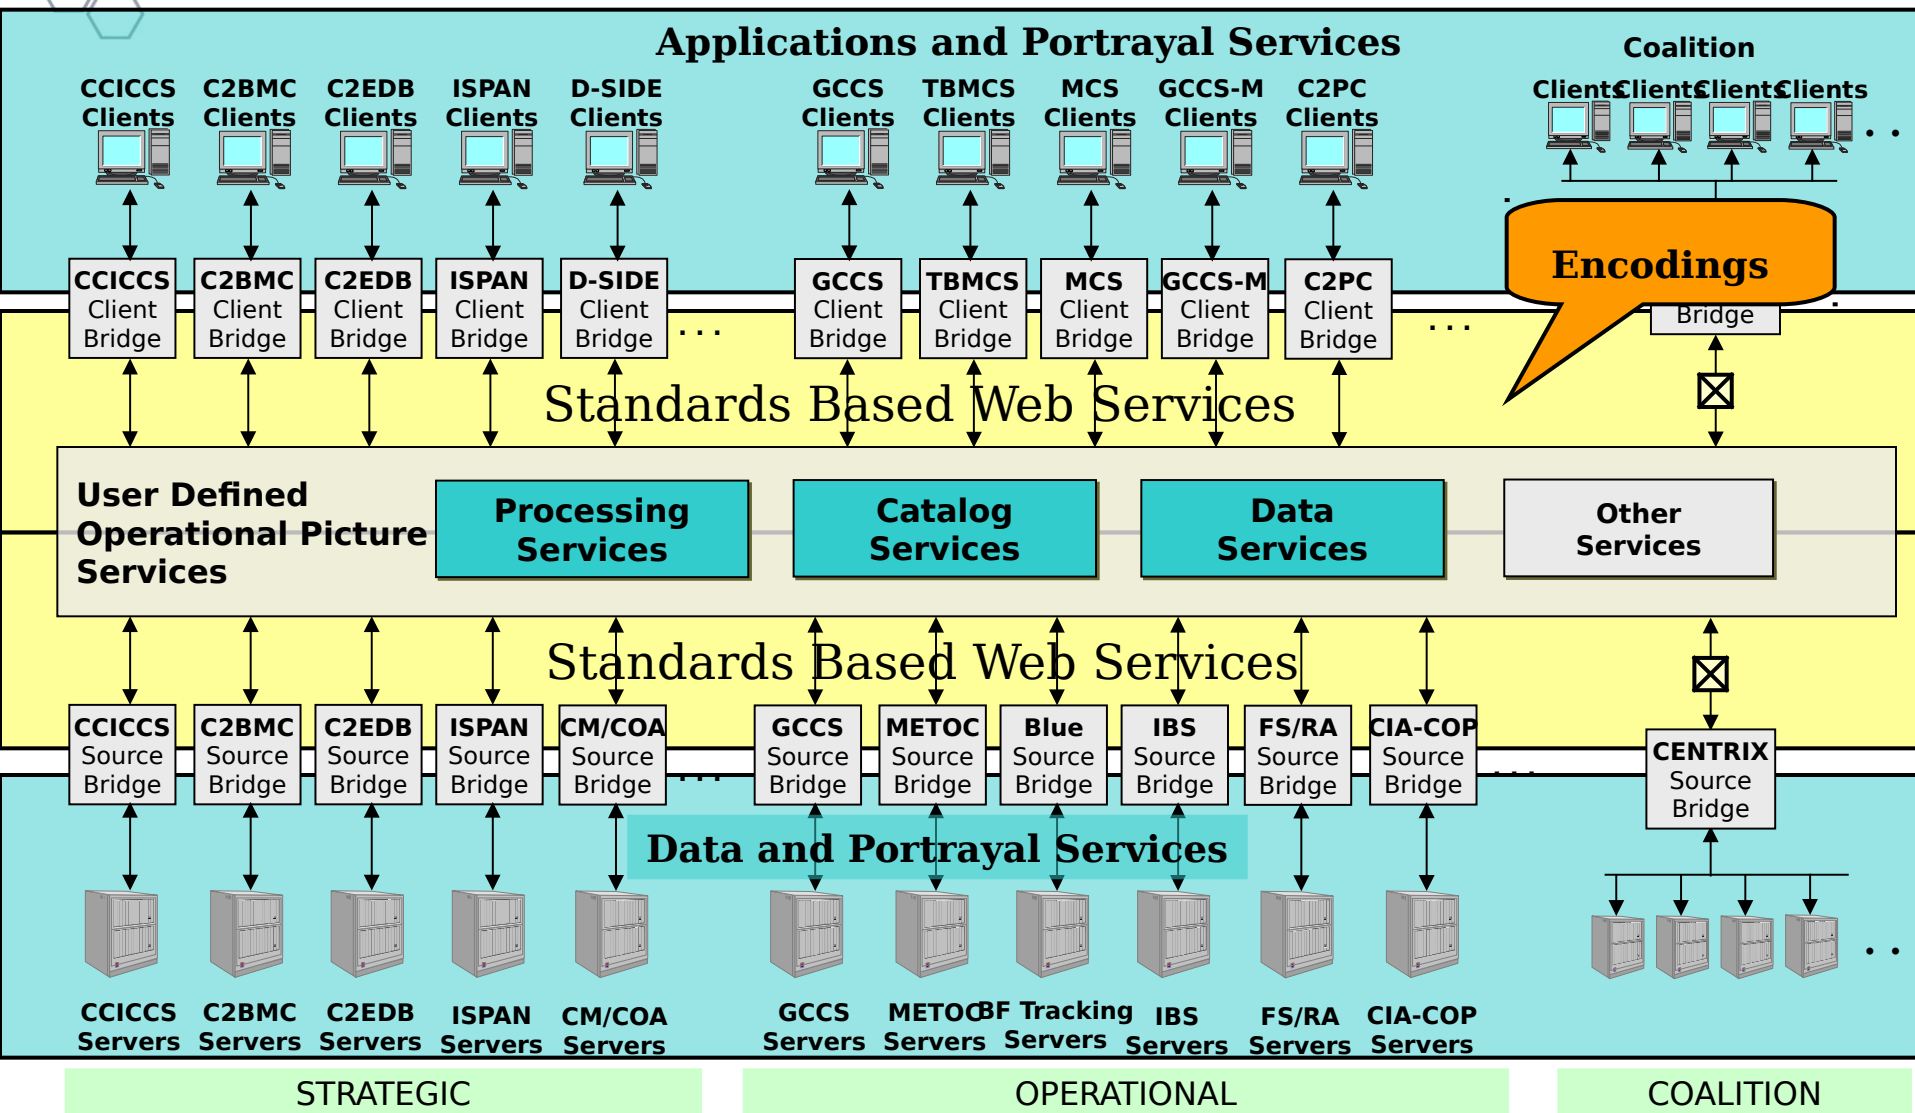 Applications and Portrayal Services
Coalition
CCICCS
Clients
C2BMC
Clients
C2EDB
Clients
ISPAN
Clients
D-SIDE
Clients
GCCS
Clients
TBMCS
Clients
MCS
Clients
GCCS-M
Clients
C2PC
Clients
Clients
Clients
Clients
Clients
. .
CCICCS
Client
Bridge
C2BMC
Client
Bridge
C2EDB
Client
Bridge
ISPAN
Client
Bridge
D-SIDE
Client
Bridge
. . .
GCCS
Client
Bridge
TBMCS
Client
Bridge
MCS
Client
Bridge
GCCS-M
Client
Bridge
C2PC
Client
Bridge
. . .
Encodings
Bridge
Standards Based Web Services
User Defined
Operational Picture
Services
Processing
Services
Catalog
Services
Data
Services
Other
Services
Standards Based Web Services
CCICCS
Source
Bridge
C2BMC
Source
Bridge
C2EDB
Source
Bridge
ISPAN
Source
Bridge
CM/COA
Source
Bridge
. . .
GCCS
Source
Bridge
METOC
Source
Bridge
Blue
Source
Bridge
IBS
Source
Bridge
FS/RA
Source
Bridge
CIA-COP
Source
Bridge
. . .
CENTRIX
Source
Bridge
Data and Portrayal Services
. .
CCICCS
Servers
C2BMC
Servers
C2EDB
Servers
ISPAN
Servers
CM/COA
Servers
GCCS
Servers
METOC
Servers
BF Tracking
Servers
IBS
Servers
FS/RA
Servers
CIA-COP
Servers
STRATEGIC
OPERATIONAL
COALITION